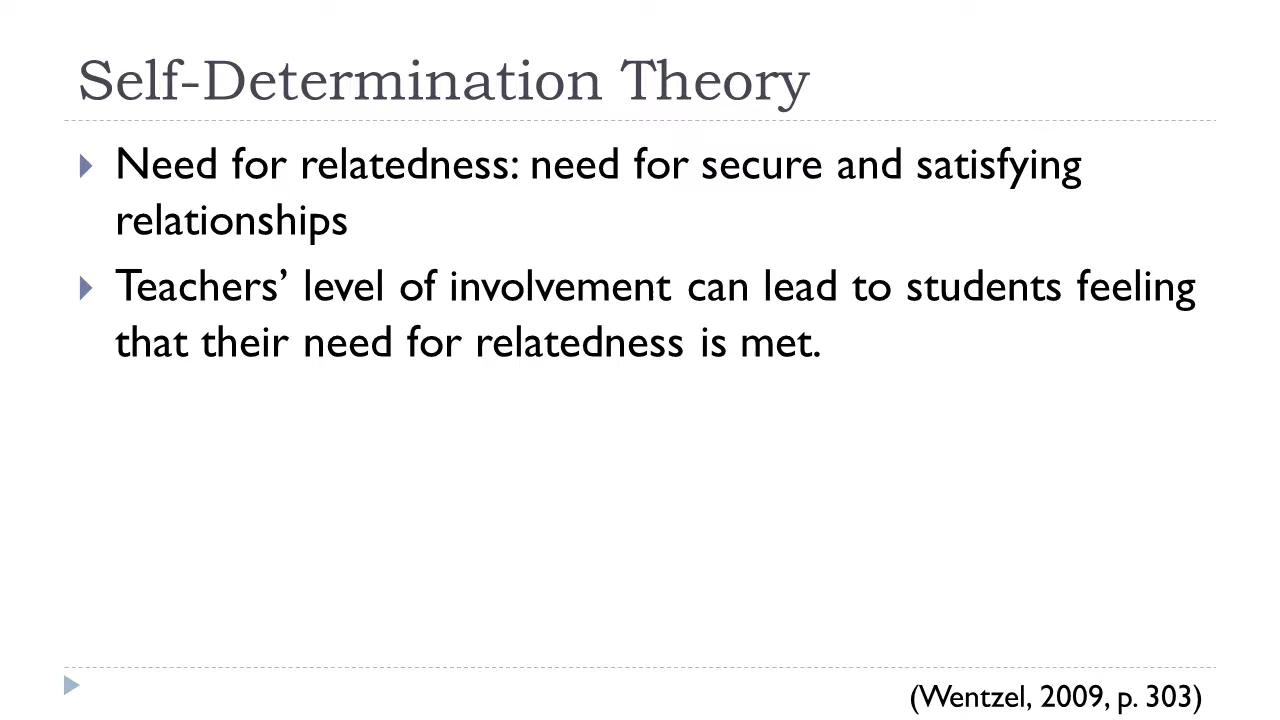 Self-Determination Theory
Need for relatedness: need for secure and satisfying
relationships
Teachers’ level of involvement can lead to students feeling
that their need for relatedness is met.
(Wentzel, 2009, p. 303)